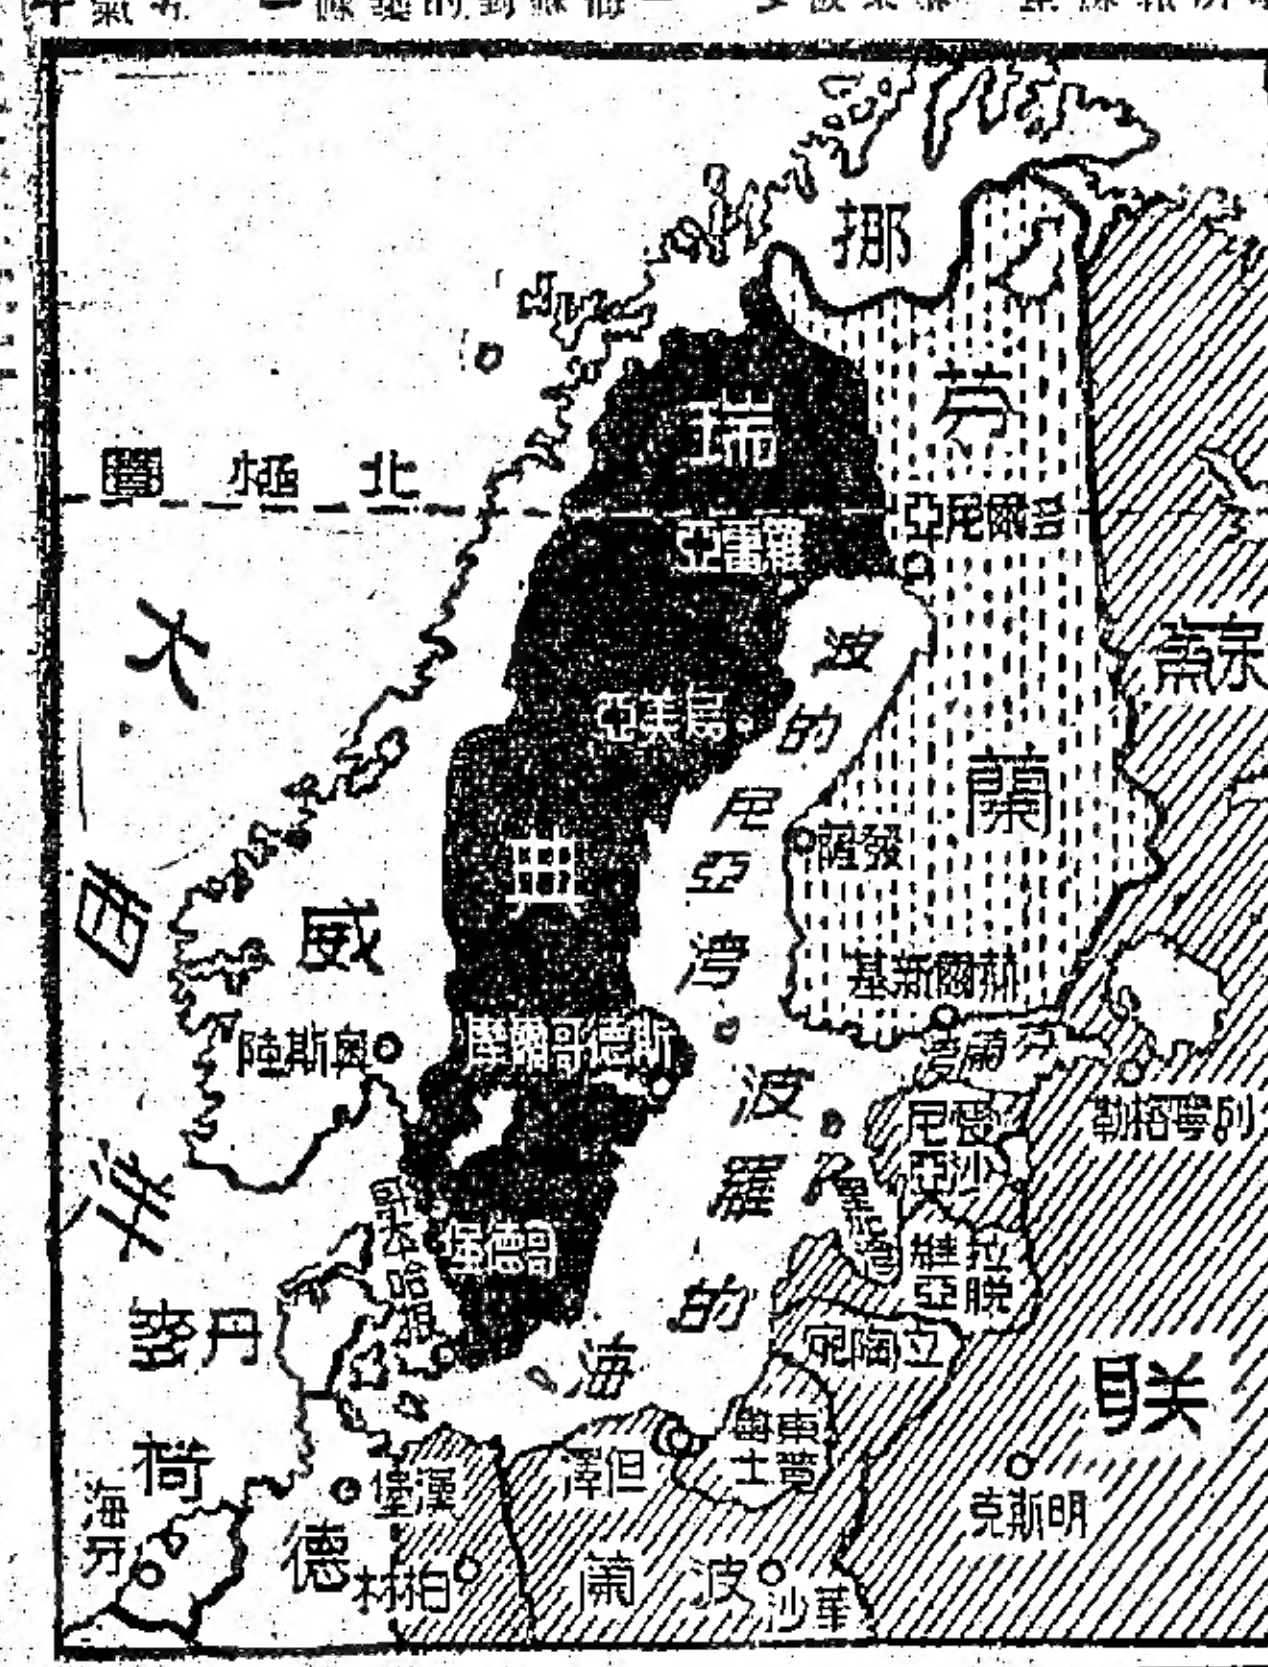 挪
威
瑞
典
芬
蘭
北極圈
羅雷亞
爾尼亞
蘇
联
大
西
洋
烏美亞
波的尼亞灣
發薩
赫爾新基
奧斯陸
斯德哥爾摩
芬蘭灣
列寧格勒
波羅的海
愛沙
尼亞
哥本哈根
哥德堡
拉脫
維亞
丹麥
立陶宛
東普
魯士
但澤
荷
海牙
德
漢堡
柏林
波蘭
華沙
明斯克